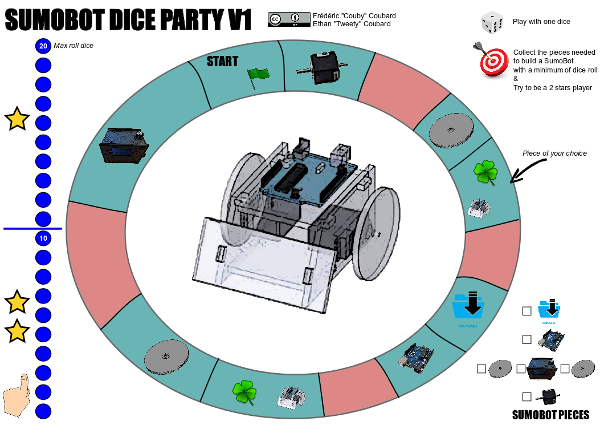 SUMOBOT DICE PARTY V1
Frédéric "Couby" Coubard
Ethan "Tweety" Coubard
Play with one dice
20 Max roll dice
START
Collect the pieces needed
to build a SumoBot
with a minimum of dice roll
&
Try to be a 2 stars player
Piece of your choice
10
SUMOBOT PIECES